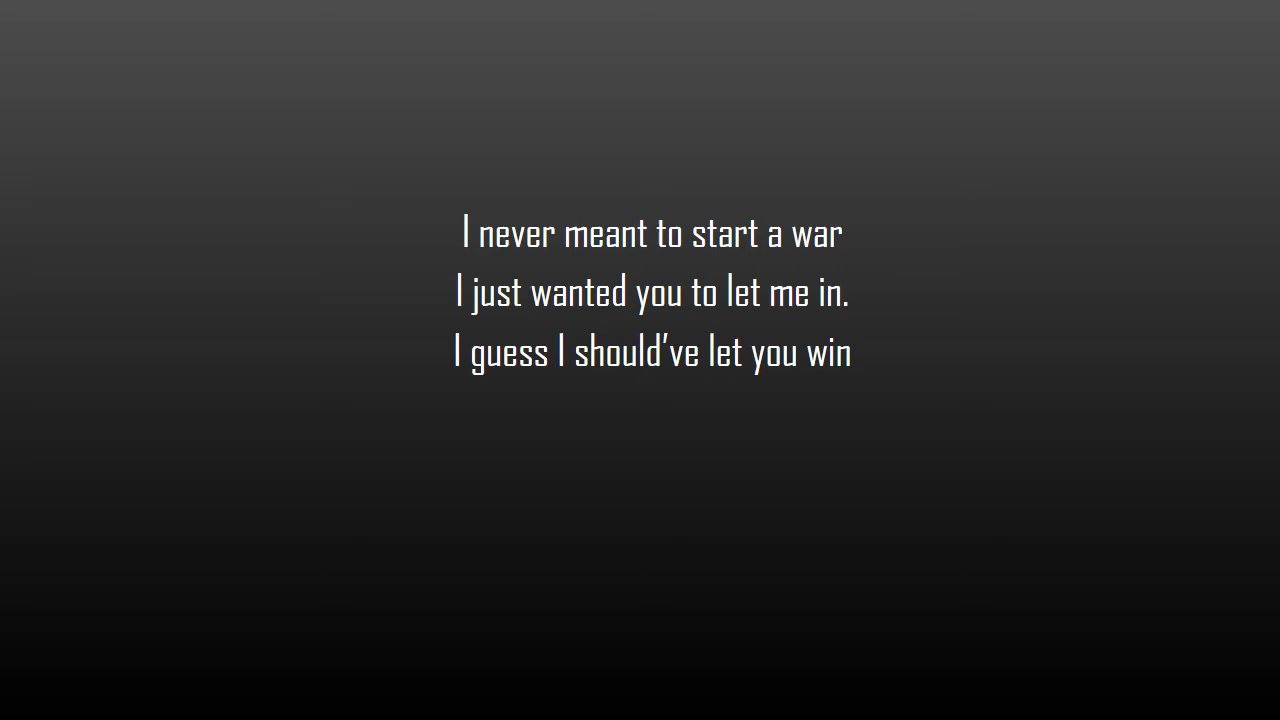 I never meant to start a war
I just wanted you to let me in.
I guess I should’ve let you win